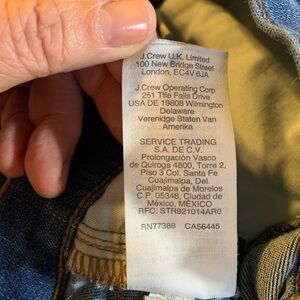 J.Crew U.K. Limited
100 New Bridge Street
London, EC4V 6JA
J.Crew Operating Corp
251 Ttle Falls Drive
USA DE 19808 Wilmington
Delaware
Verenidge Staten Van
Amerika
SERVICE TRADING
S.A. DE C.V.
Prolongación Vasco
de Quiroga 4800, Torre 2,
Piso 3 Col. Santa Fe
Cuajimalpa, Del.
Cuajimalpa de Morelos
C.P. 05348, Ciudad de
México, MÉXICO
RFC: STR921014AR0
RN77388 CA56445